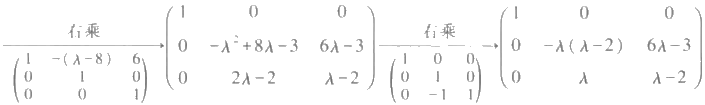 右乘 → ( 1 0 0 ) 右乘 → ( 1 0 0 )
( 1 -(λ-8) 6 ) ( 0 -λ²+8λ-3 6λ-3 ) ( 1 0 0 ) ( 0 -λ(λ-2) 6λ-3 )
( 0 1 0 ) ( 0 2λ-2 λ-2 ) ( 0 1 0 ) ( 0 λ λ-2 )
( 0 0 1 ) ( 0 -1 1 )